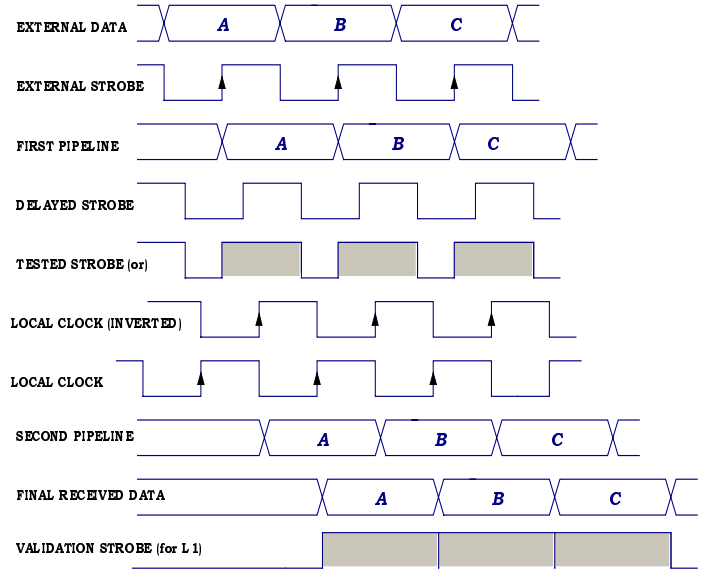 EXTERNAL DATA A B C
EXTERNAL STROBE
FIRST PIPELINE A B C
DELAYED STROBE
TESTED STROBE (or)
LOCAL CLOCK (INVERTED)
LOCAL CLOCK
SECOND PIPELINE A B C
FINAL RECEIVED DATA A B C
VALIDATION STROBE (for L1)